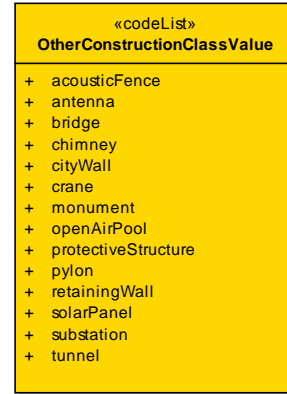 «codeList»
OtherConstructionClassValue
+ acousticFence
+ antenna
+ bridge
+ chimney
+ cityWall
+ crane
+ monument
+ openAirPool
+ protectiveStructure
+ pylon
+ retainingWall
+ solarPanel
+ substation
+ tunnel